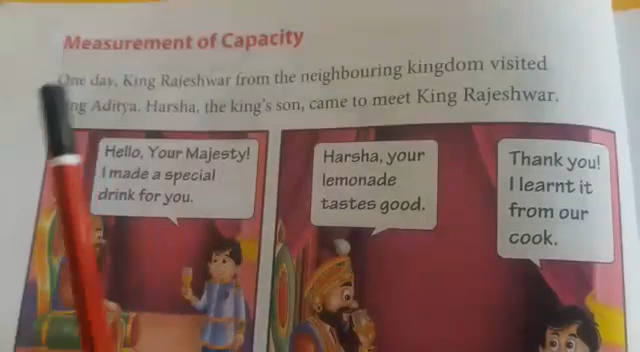 Measurement of Capacity
One day, King Rajeshwar from the neighbouring kingdom visited
Aditya. Harsha, the king's son, came to meet King Rajeshwar.
Hello, Your Majesty!
I made a special
drink for you.
Harsha, your
lemonade
tastes good.
Thank you!
I learnt it
from our
cook.